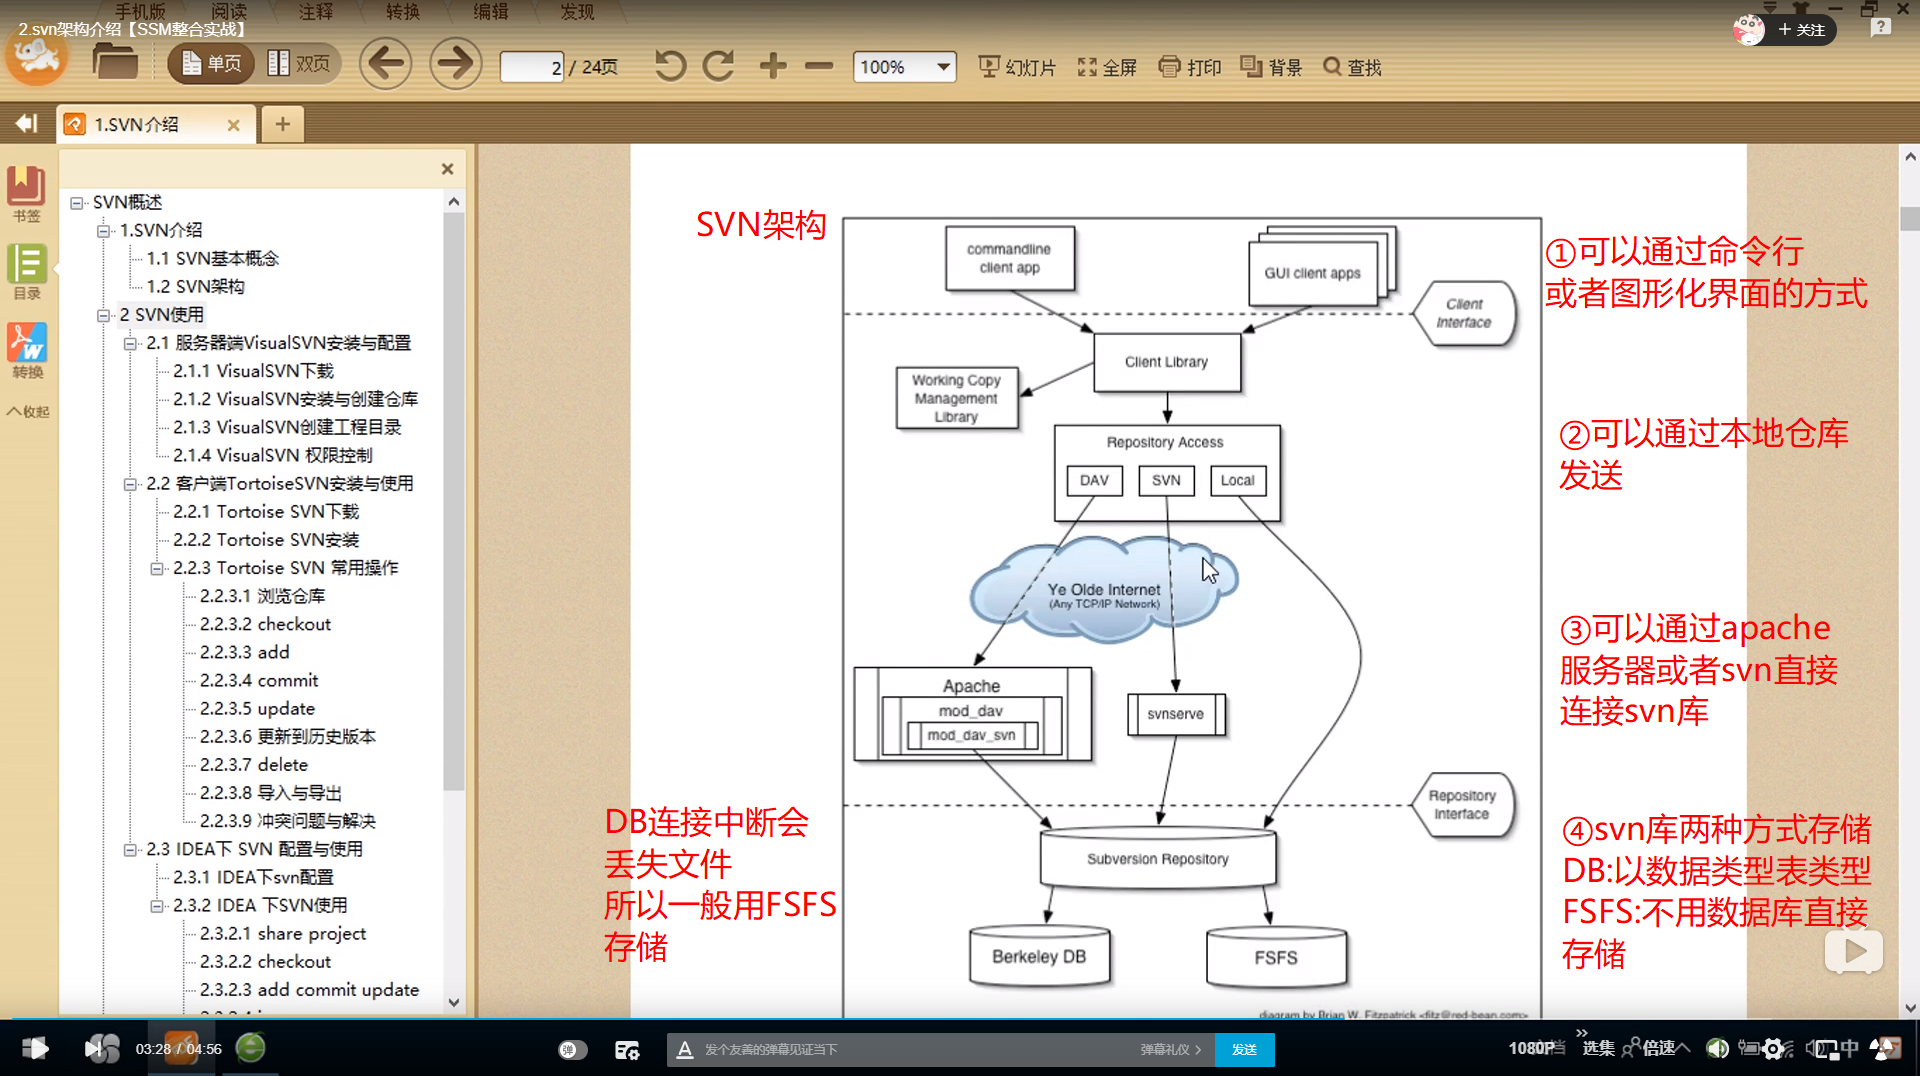 手机版 阅读 注释 转换 编辑 发现
2.svn架构介绍【SSM整合实战】
+ 关注
单页 双页 2 / 24页 100% 幻灯片 全屏 打印 背景 查找
1.SVN介绍
书签
目录
转换
收起
SVN概述
1.SVN介绍
1.1 SVN基本概念
1.2 SVN架构
2 SVN使用
2.1 服务器端VisualSVN安装与配置
2.1.1 VisualSVN下载
2.1.2 VisualSVN安装与创建仓库
2.1.3 VisualSVN创建工程目录
2.1.4 VisualSVN 权限控制
2.2 客户端TortoiseSVN安装与使用
2.2.1 Tortoise SVN下载
2.2.2 Tortoise SVN安装
2.2.3 Tortoise SVN 常用操作
2.2.3.1 浏览仓库
2.2.3.2 checkout
2.2.3.3 add
2.2.3.4 commit
2.2.3.5 update
2.2.3.6 更新到历史版本
2.2.3.7 delete
2.2.3.8 导入与导出
2.2.3.9 冲突问题与解决
2.3 IDEA下 SVN 配置与使用
2.3.1 IDEA下svn配置
2.3.2 IDEA 下SVN使用
2.3.2.1 share project
2.3.2.2 checkout
2.3.2.3 add commit update
SVN架构
commandline
client app
GUI client apps
Client
Interface
Client Library
Working Copy
Management
Library
Repository Access
DAV SVN Local
Ye Olde Internet
(Any TCP/IP Network)
Apache
mod_dav
mod_dav_svn
svnserve
Repository
Interface
Subversion Repository
Berkeley DB
FSFS
diagram by Brian W. Fitzpatrick <fitz@red-bean.com>
①可以通过命令行
或者图形化界面的方式
②可以通过本地仓库
发送
③可以通过apache
服务器或者svn直接
连接svn库
④svn库两种方式存储
DB:以数据类型表类型
FSFS:不用数据库直接
存储
DB连接中断会
丢失文件
所以一般用FSFS
存储
03:28 / 04:56
弹
发个友善的弹幕见证当下
弹幕礼仪 >
发送
1080P
选集
倍速
中